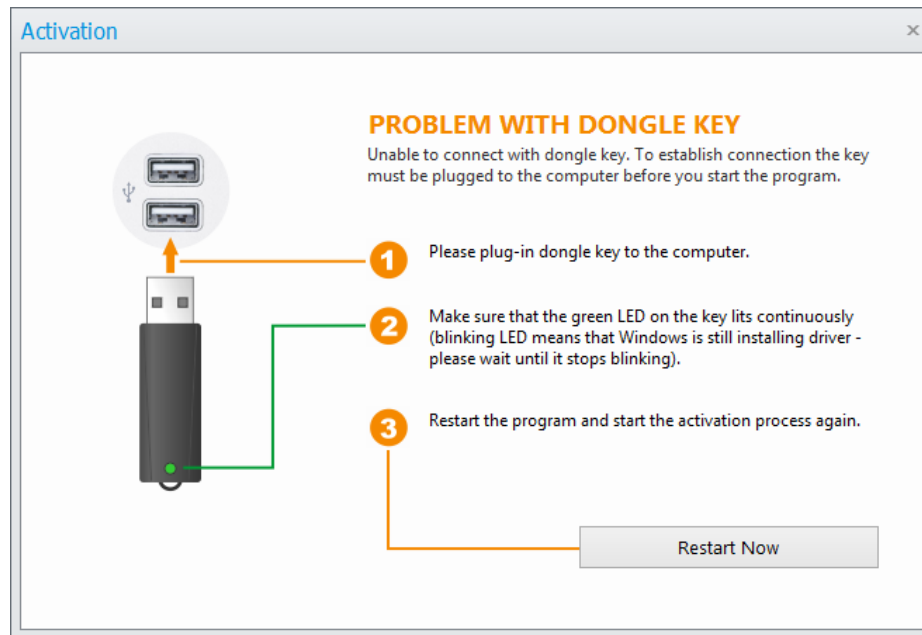 Activation
PROBLEM WITH DONGLE KEY
Unable to connect with dongle key. To establish connection the key
must be plugged to the computer before you start the program.
1
Please plug-in dongle key to the computer.
2
Make sure that the green LED on the key lits continuously
(blinking LED means that Windows is still installing driver -
please wait until it stops blinking).
3
Restart the program and start the activation process again.
Restart Now